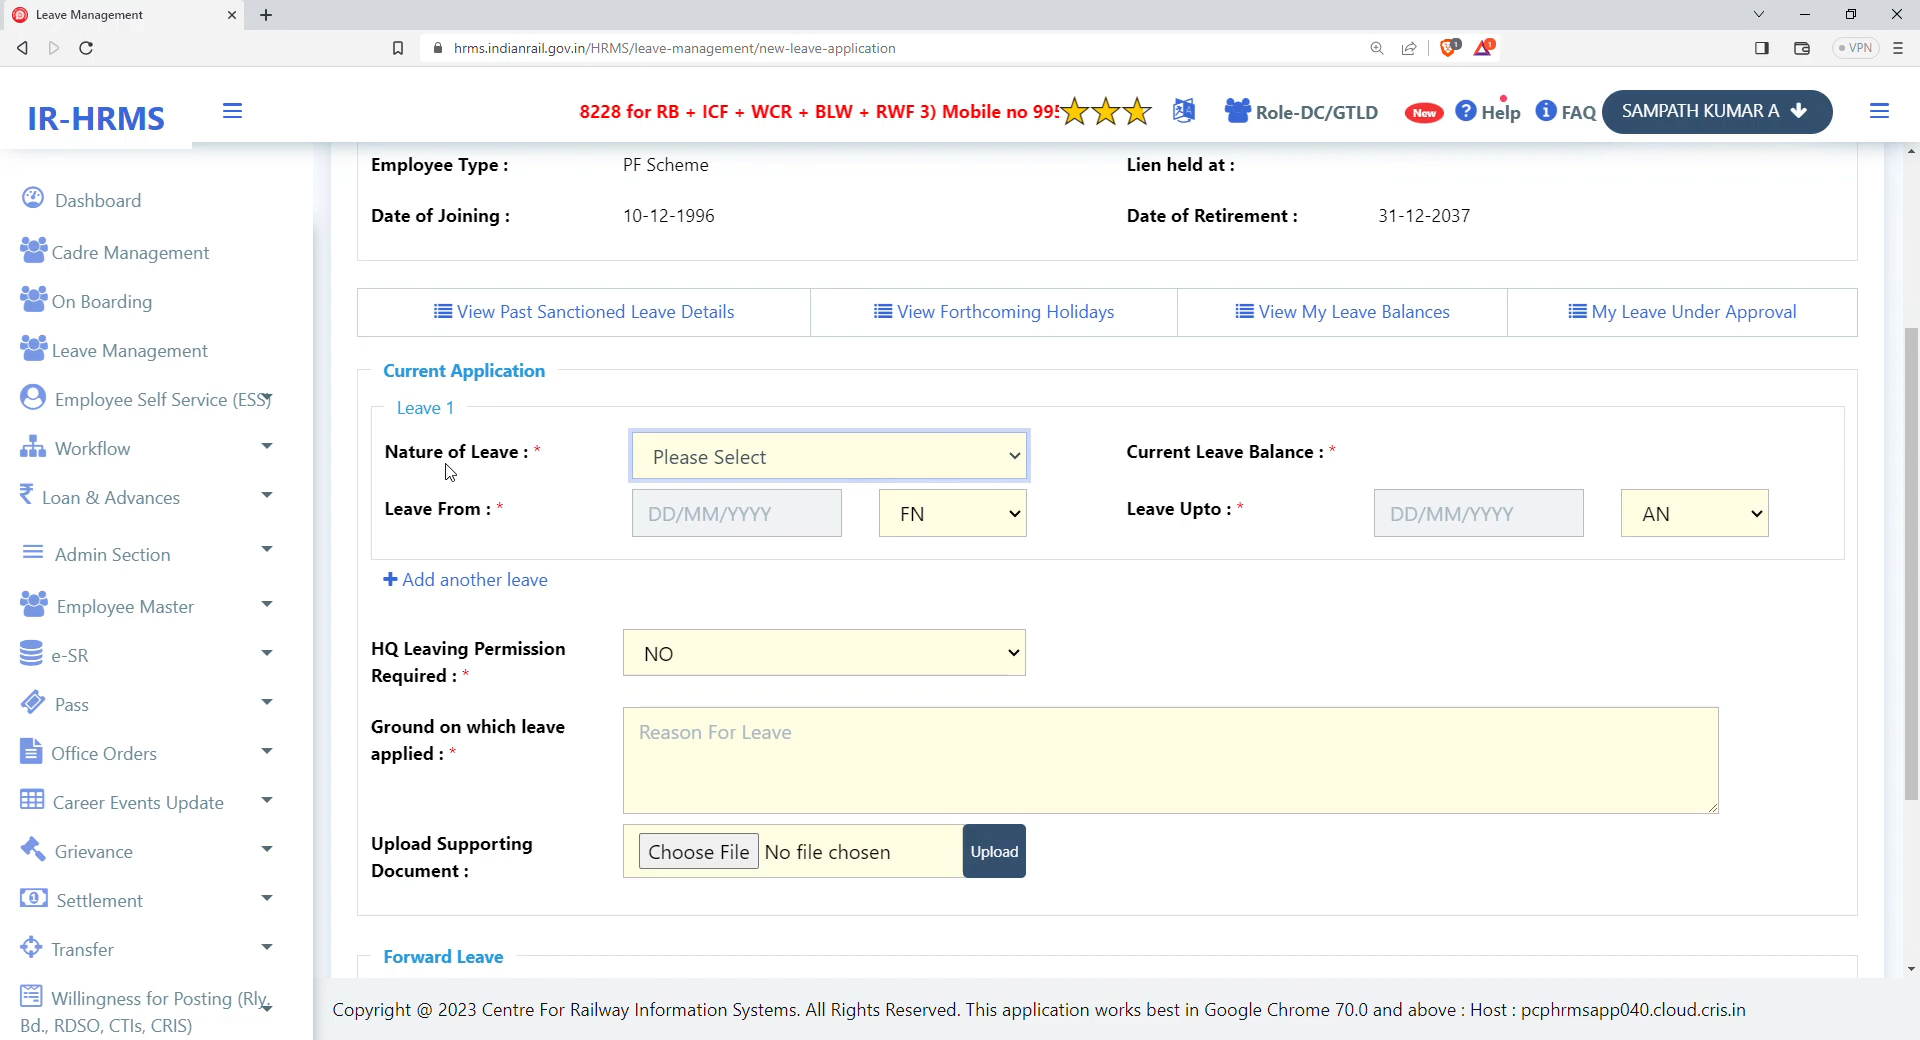 Leave Management
hrms.indianrail.gov.in/HRMS/leave-management/new-leave-application
VPN
IR-HRMS
8228 for RB + ICF + WCR + BLW + RWF 3) Mobile no 995
Role-DC/GTLD
New
Help
FAQ
SAMPATH KUMAR A
Dashboard
Cadre Management
On Boarding
Leave Management
Employee Self Service (ESS)
Workflow
Loan & Advances
Admin Section
Employee Master
e-SR
Pass
Office Orders
Career Events Update
Grievance
Settlement
Transfer
Willingness for Posting (Rly.
Bd., RDSO, CTIs, CRIS)
Employee Type : PF Scheme Lien held at :
Date of Joining : 10-12-1996 Date of Retirement : 31-12-2037
View Past Sanctioned Leave Details View Forthcoming Holidays View My Leave Balances My Leave Under Approval
Current Application
Leave 1
Nature of Leave : * Please Select Current Leave Balance : *
Leave From : * DD/MM/YYYY FN Leave Upto : * DD/MM/YYYY AN
+ Add another leave
HQ Leaving Permission
Required : * NO
Ground on which leave
applied : * Reason For Leave
Upload Supporting
Document : Choose File No file chosen Upload
Forward Leave
Copyright @ 2023 Centre For Railway Information Systems. All Rights Reserved. This application works best in Google Chrome 70.0 and above : Host : pcphrmsapp040.cloud.cris.in